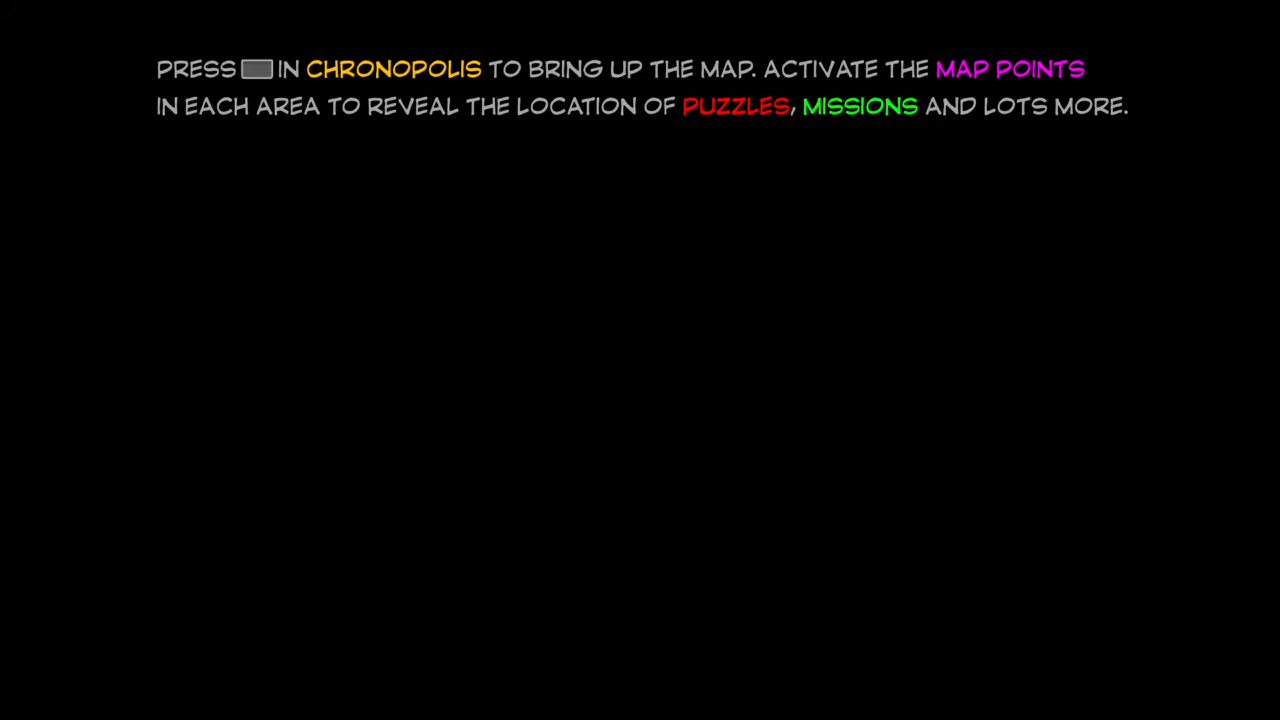 PRESS IN CHRONOPOLIS TO BRING UP THE MAP. ACTIVATE THE MAP POINTS
IN EACH AREA TO REVEAL THE LOCATION OF PUZZLES, MISSIONS AND LOTS MORE.